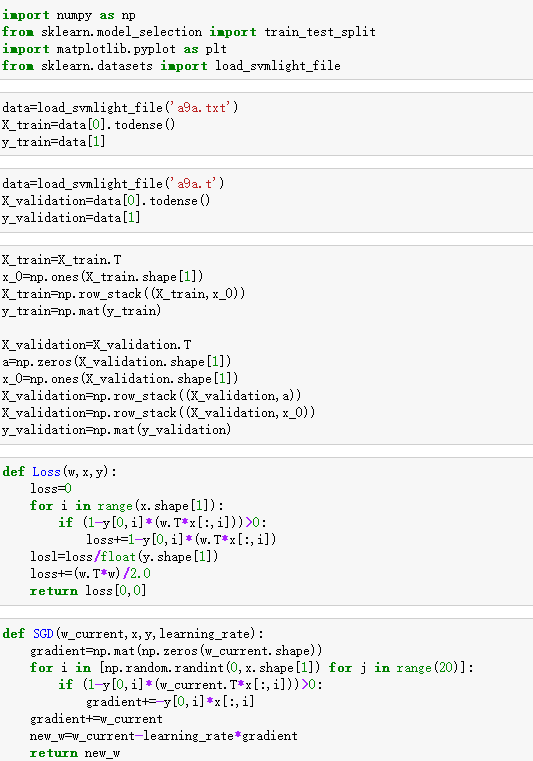 import numpy as np
from sklearn.model_selection import train_test_split
import matplotlib.pyplot as plt
from sklearn.datasets import load_svmlight_file
data=load_svmlight_file('a9a.txt')
X_train=data[0].todense()
y_train=data[1]
data=load_svmlight_file('a9a.t')
X_validation=data[0].todense()
y_validation=data[1]
X_train=X_train.T
x_0=np.ones(X_train.shape[1])
X_train=np.row_stack((X_train,x_0))
y_train=np.mat(y_train)
X_validation=X_validation.T
a=np.zeros(X_validation.shape[1])
x_0=np.ones(X_validation.shape[1])
X_validation=np.row_stack((X_validation,a))
X_validation=np.row_stack((X_validation,x_0))
y_validation=np.mat(y_validation)
def Loss(w,x,y):
    loss=0
    for i in range(x.shape[1]):
        if (1-y[0,i]*(w.T*x[:,i]))>0:
            loss+=1-y[0,i]*(w.T*x[:,i])
    losl=loss/float(y.shape[1])
    loss+=(w.T*w)/2.0
    return loss[0,0]
def SGD(w_current,x,y,learning_rate):
    gradient=np.mat(np.zeros(w_current.shape))
    for i in [np.random.randint(0,x.shape[1]) for j in range(20)]:
        if (1-y[0,i]*(w_current.T*x[:,i]))>0:
            gradient+=-y[0,i]*x[:,i]
    gradient+=w_current
    new_w=w_current-learning_rate*gradient
    return new_w